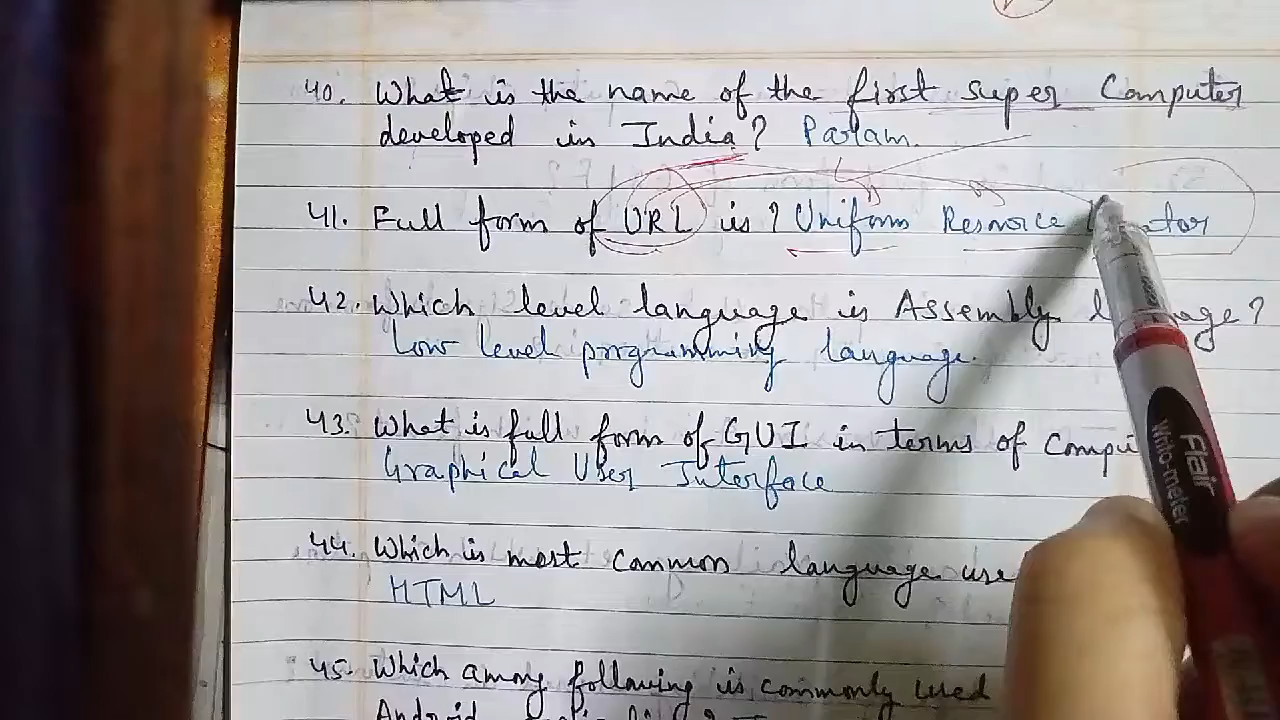 40. What is the name of the first super Computer
developed in India? Param.
41. Full form of URL is? Uniform Resource
42. Which level language is Assembly
Low level programming language.
43. What is full form of GUI in terms of
Graphical User Interface
44. Which is most common language
HTML
45. Which among following is commonly used
Android
Flair
Writo-meter